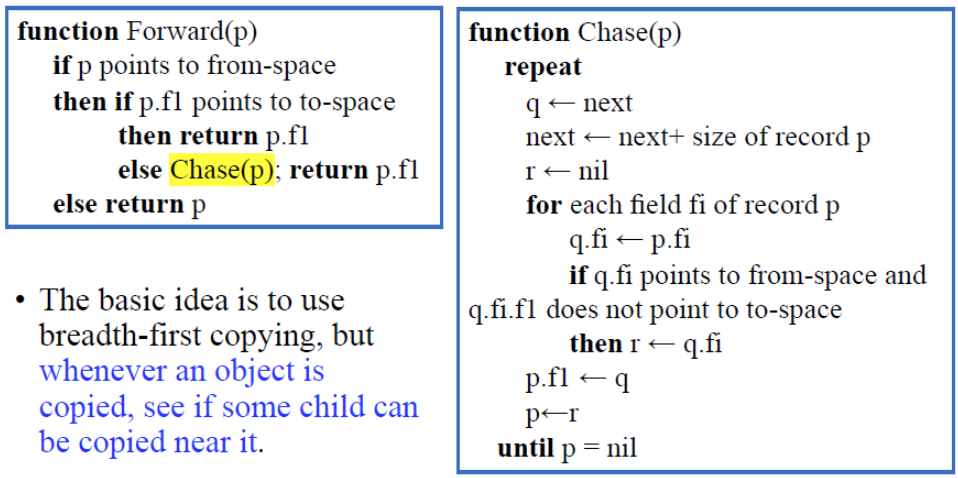 function Forward(p)
if p points to from-space
then if p.f1 points to to-space
then return p.f1
else Chase(p); return p.f1
else return p
• The basic idea is to use
breadth-first copying, but
whenever an object is
copied, see if some child can
be copied near it.
function Chase(p)
repeat
q ← next
next ← next+ size of record p
r ← nil
for each field fi of record p
q.fi ← p.fi
if q.fi points to from-space and
q.fi.f1 does not point to to-space
then r ← q.fi
p.f1 ← q
p←r
until p = nil